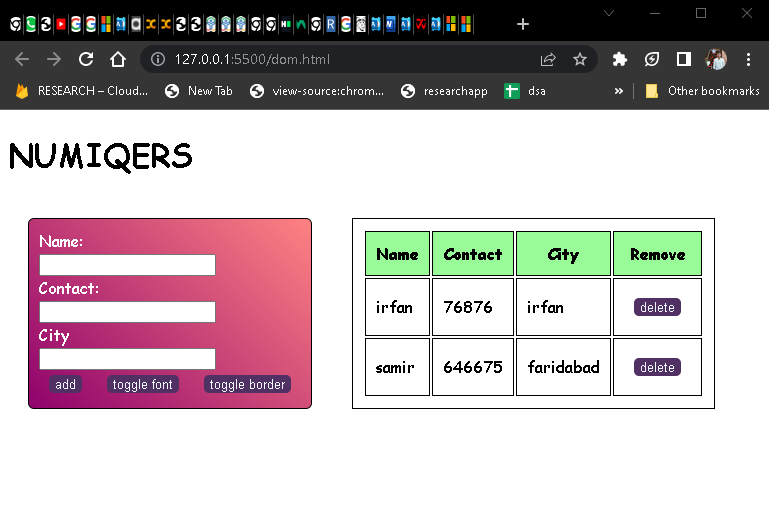 127.0.0.1:5500/dom.html
RESEARCH – Cloud... New Tab view-source:chrom... researchapp dsa » Other bookmarks
NUMIQERS
Name:
Contact:
City
add toggle font toggle border
Name Contact City Remove
irfan 76876 irfan delete
samir 646675 faridabad delete